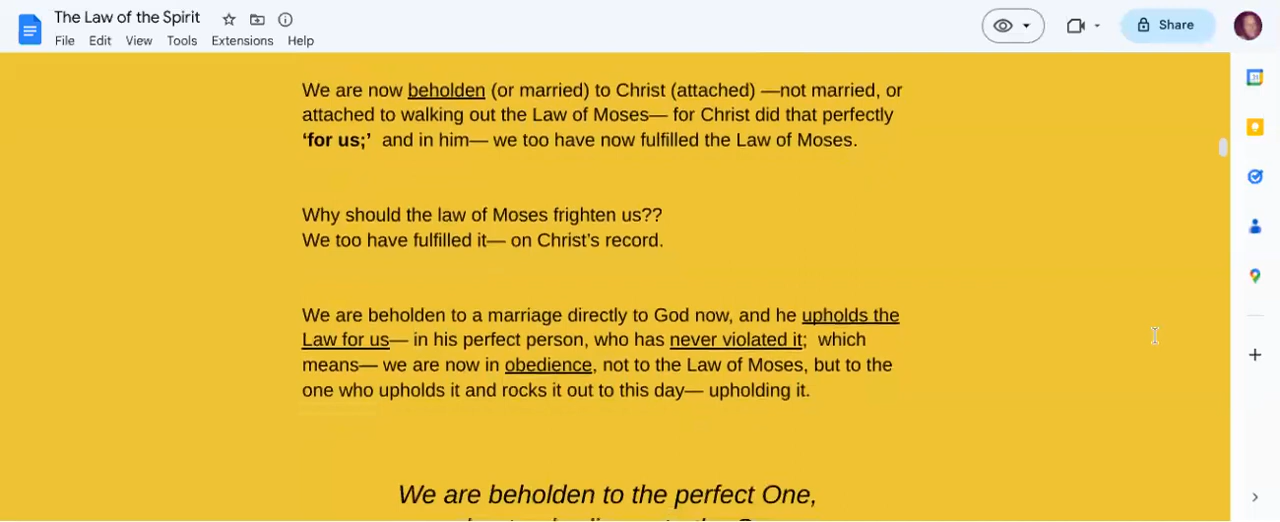 The Law of the Spirit
File Edit View Tools Extensions Help
Share
31
We are now beholden (or married) to Christ (attached) —not married, or
attached to walking out the Law of Moses— for Christ did that perfectly
‘for us;’ and in him— we too have now fulfilled the Law of Moses.
Why should the law of Moses frighten us??
We too have fulfilled it— on Christ’s record.
We are beholden to a marriage directly to God now, and he upholds the
Law for us— in his perfect person, who has never violated it; which
means— we are now in obedience, not to the Law of Moses, but to the
one who upholds it and rocks it out to this day— upholding it.
We are beholden to the perfect One,